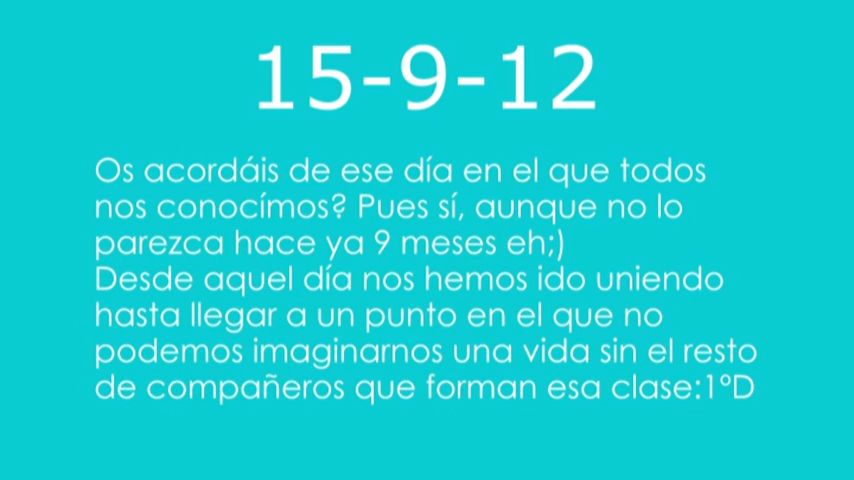 15-9-12
Os acordáis de ese día en el que todos
nos conocímos? Pues sí, aunque no lo
parezca hace ya 9 meses eh;)
Desde aquel día nos hemos ido uniendo
hasta llegar a un punto en el que no
podemos imaginarnos una vida sin el resto
de compañeros que forman esa clase:1ºD